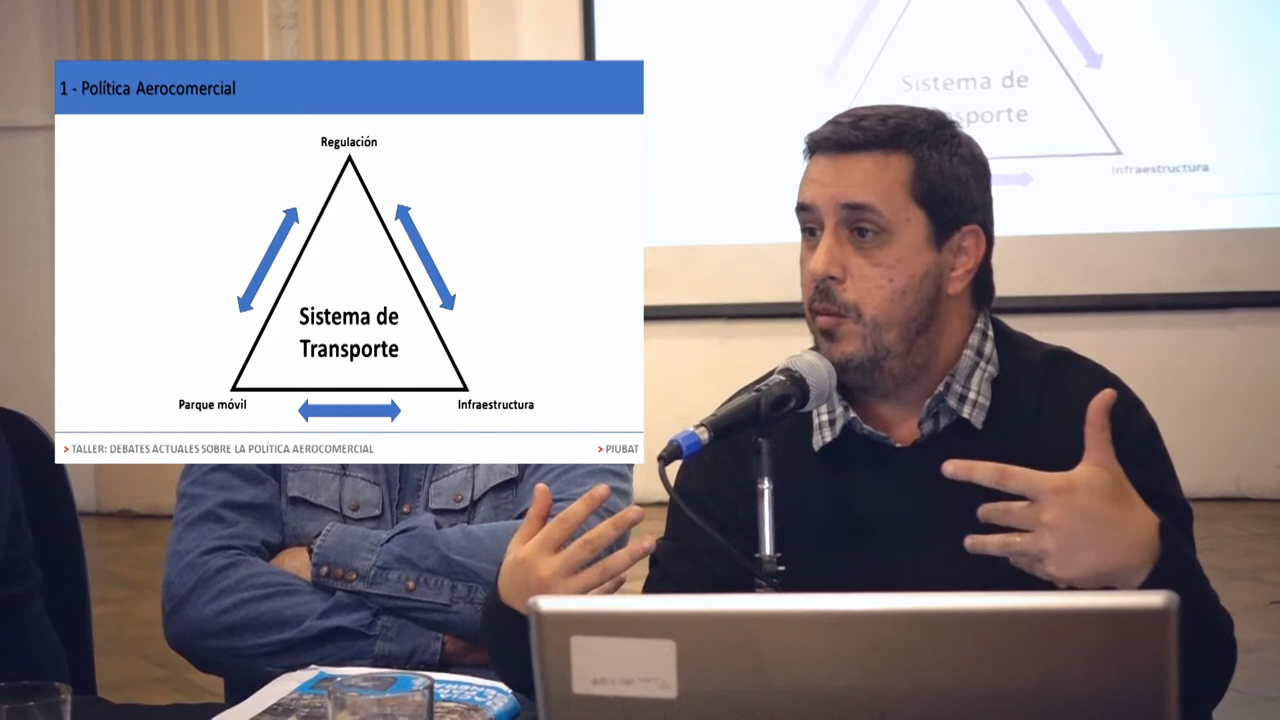 1 - Política Aerocomercial
Regulación
Sistema de
Transporte
Parque móvil
Infraestructura
> TALLER: DEBATES ACTUALES SOBRE LA POLÍTICA AEROCOMERCIAL
> PIUBAT
Sistema de
sporte
Infraestructura